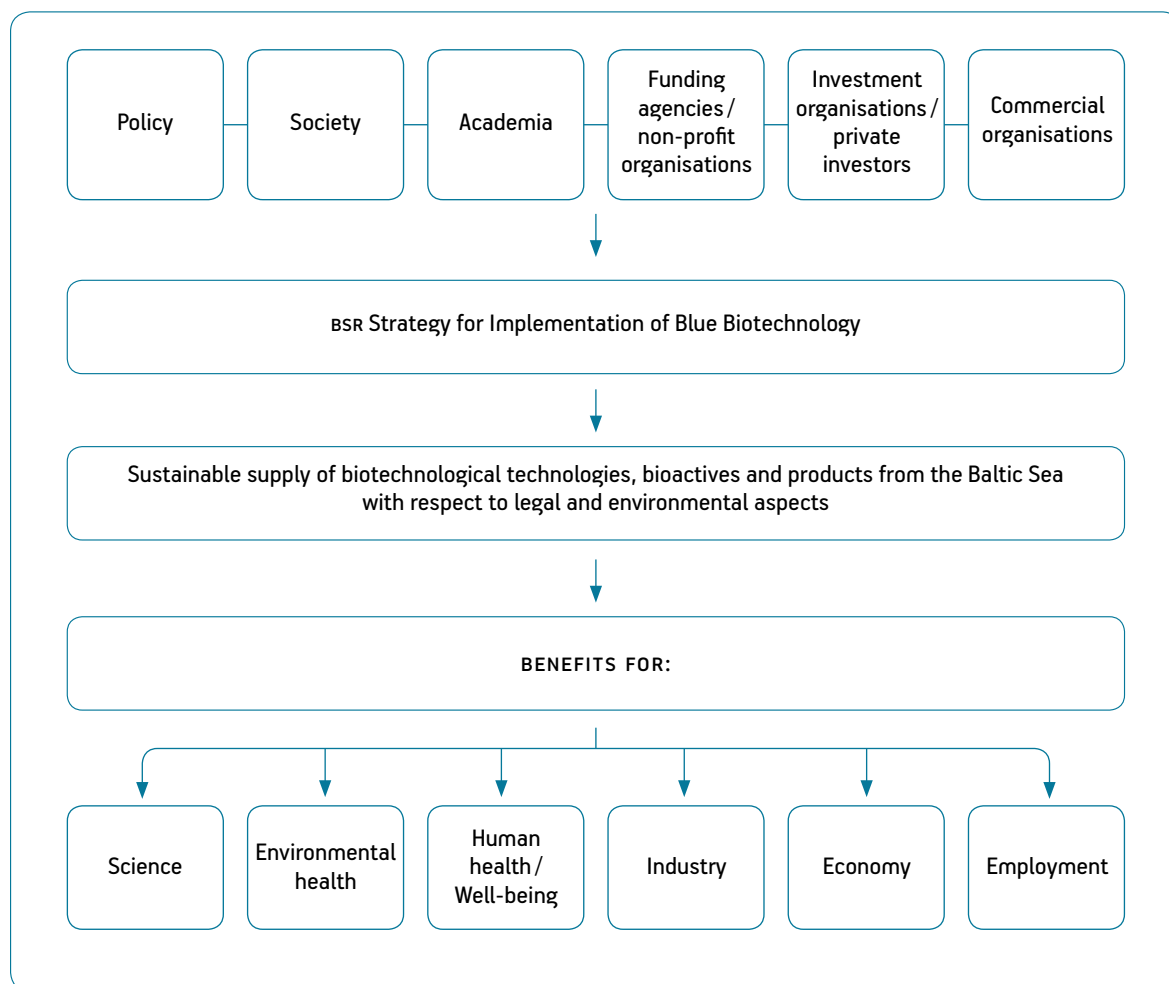 Policy
Society
Academia
Funding
agencies /
non-profit
organisations
Investment
organisations /
private
investors
Commercial
organisations
BSR Strategy for Implementation of Blue Biotechnology
Sustainable supply of biotechnological technologies, bioactives and products from the Baltic Sea
with respect to legal and environmental aspects
BENEFITS FOR:
Science
Environmental
health
Human
health /
Well-being
Industry
Economy
Employment